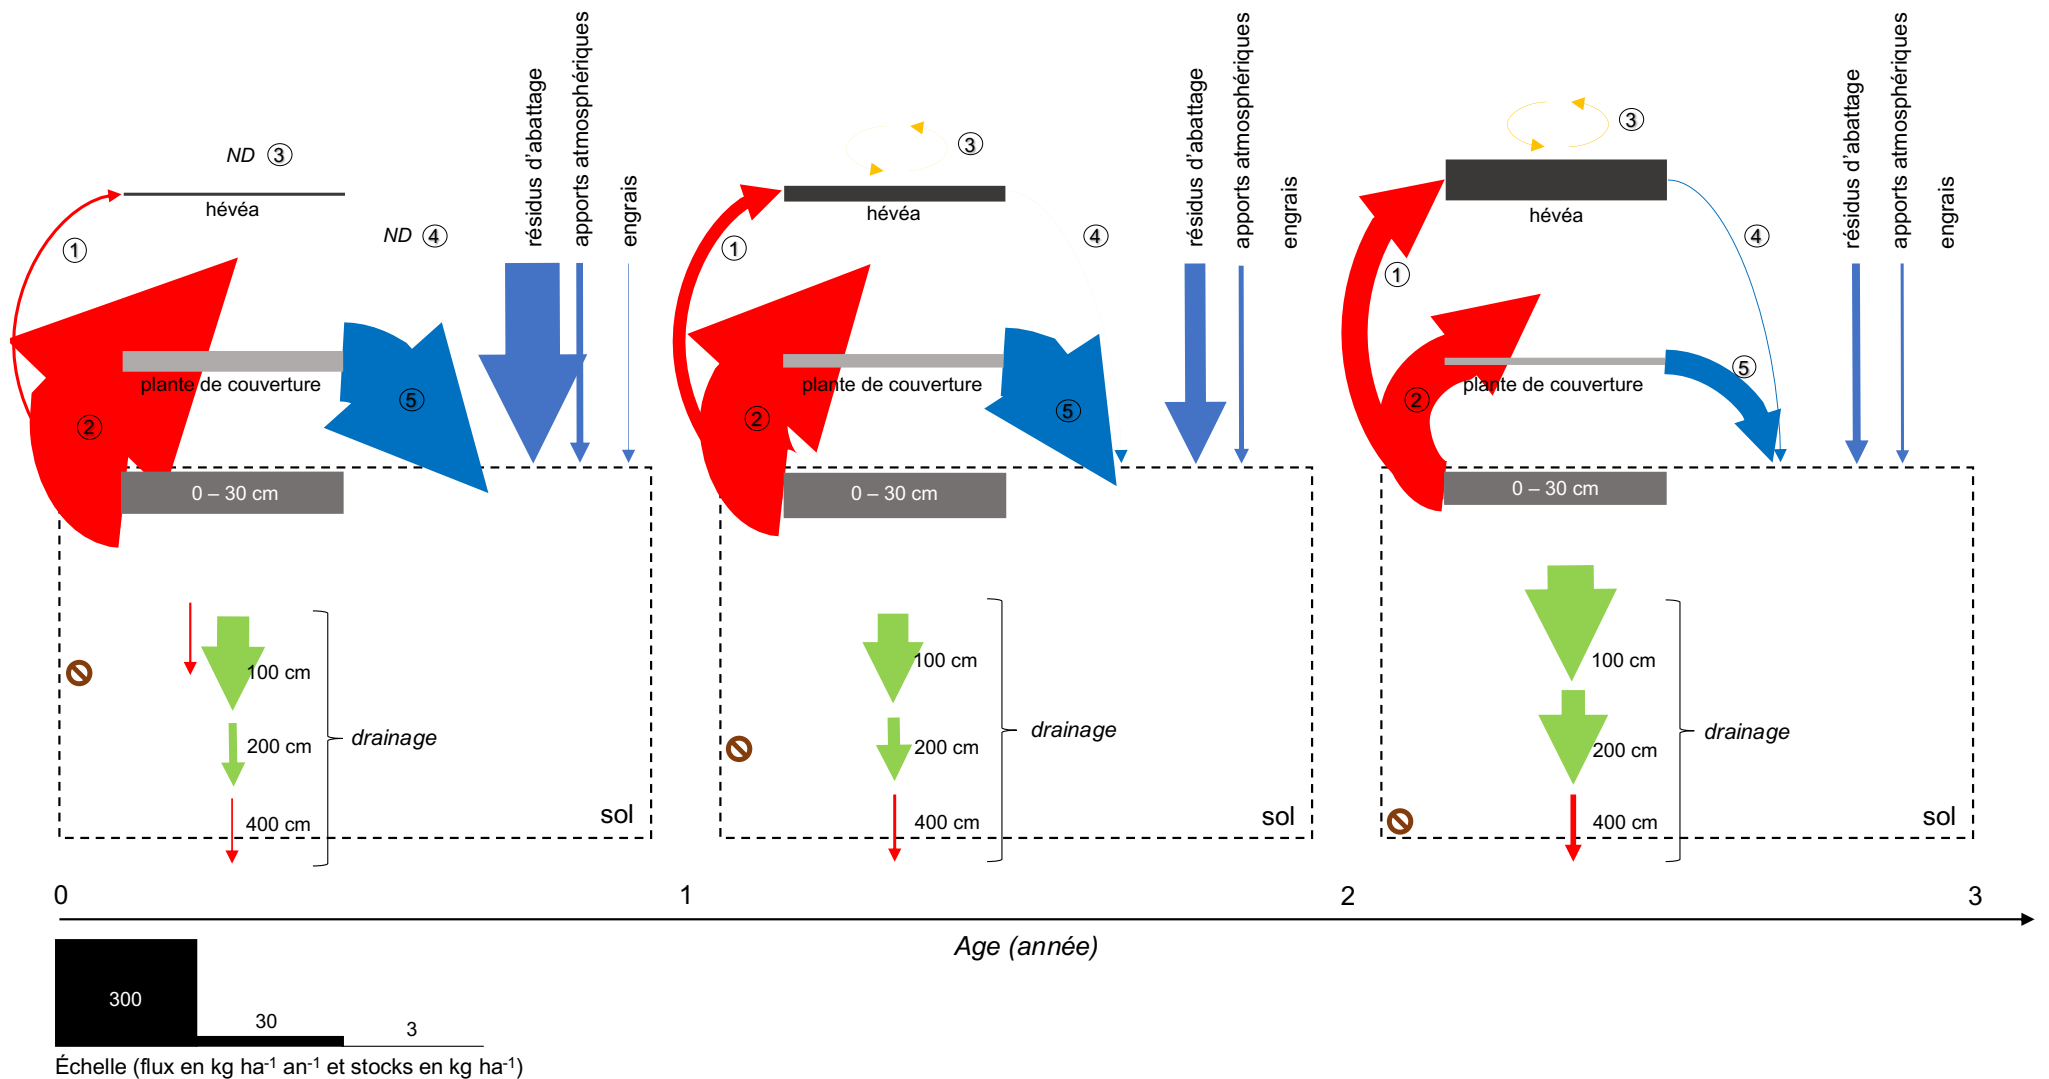 résidus d'abattage
apports atmosphériques
engrais
ND ③
hévéa
ND ④
①
plante de couverture
②
⑤
0 – 30 cm
100 cm
200 cm
400 cm
drainage
sol
résidus d'abattage
apports atmosphériques
engrais
③
hévéa
①
④
plante de couverture
②
⑤
0 – 30 cm
100 cm
200 cm
400 cm
drainage
sol
résidus d'abattage
apports atmosphériques
engrais
③
hévéa
①
④
plante de couverture
②
⑤
0 – 30 cm
100 cm
200 cm
400 cm
drainage
sol
0 1 2 3
Age (année)
300
30
3
Échelle (flux en kg ha⁻¹ an⁻¹ et stocks en kg ha⁻¹)